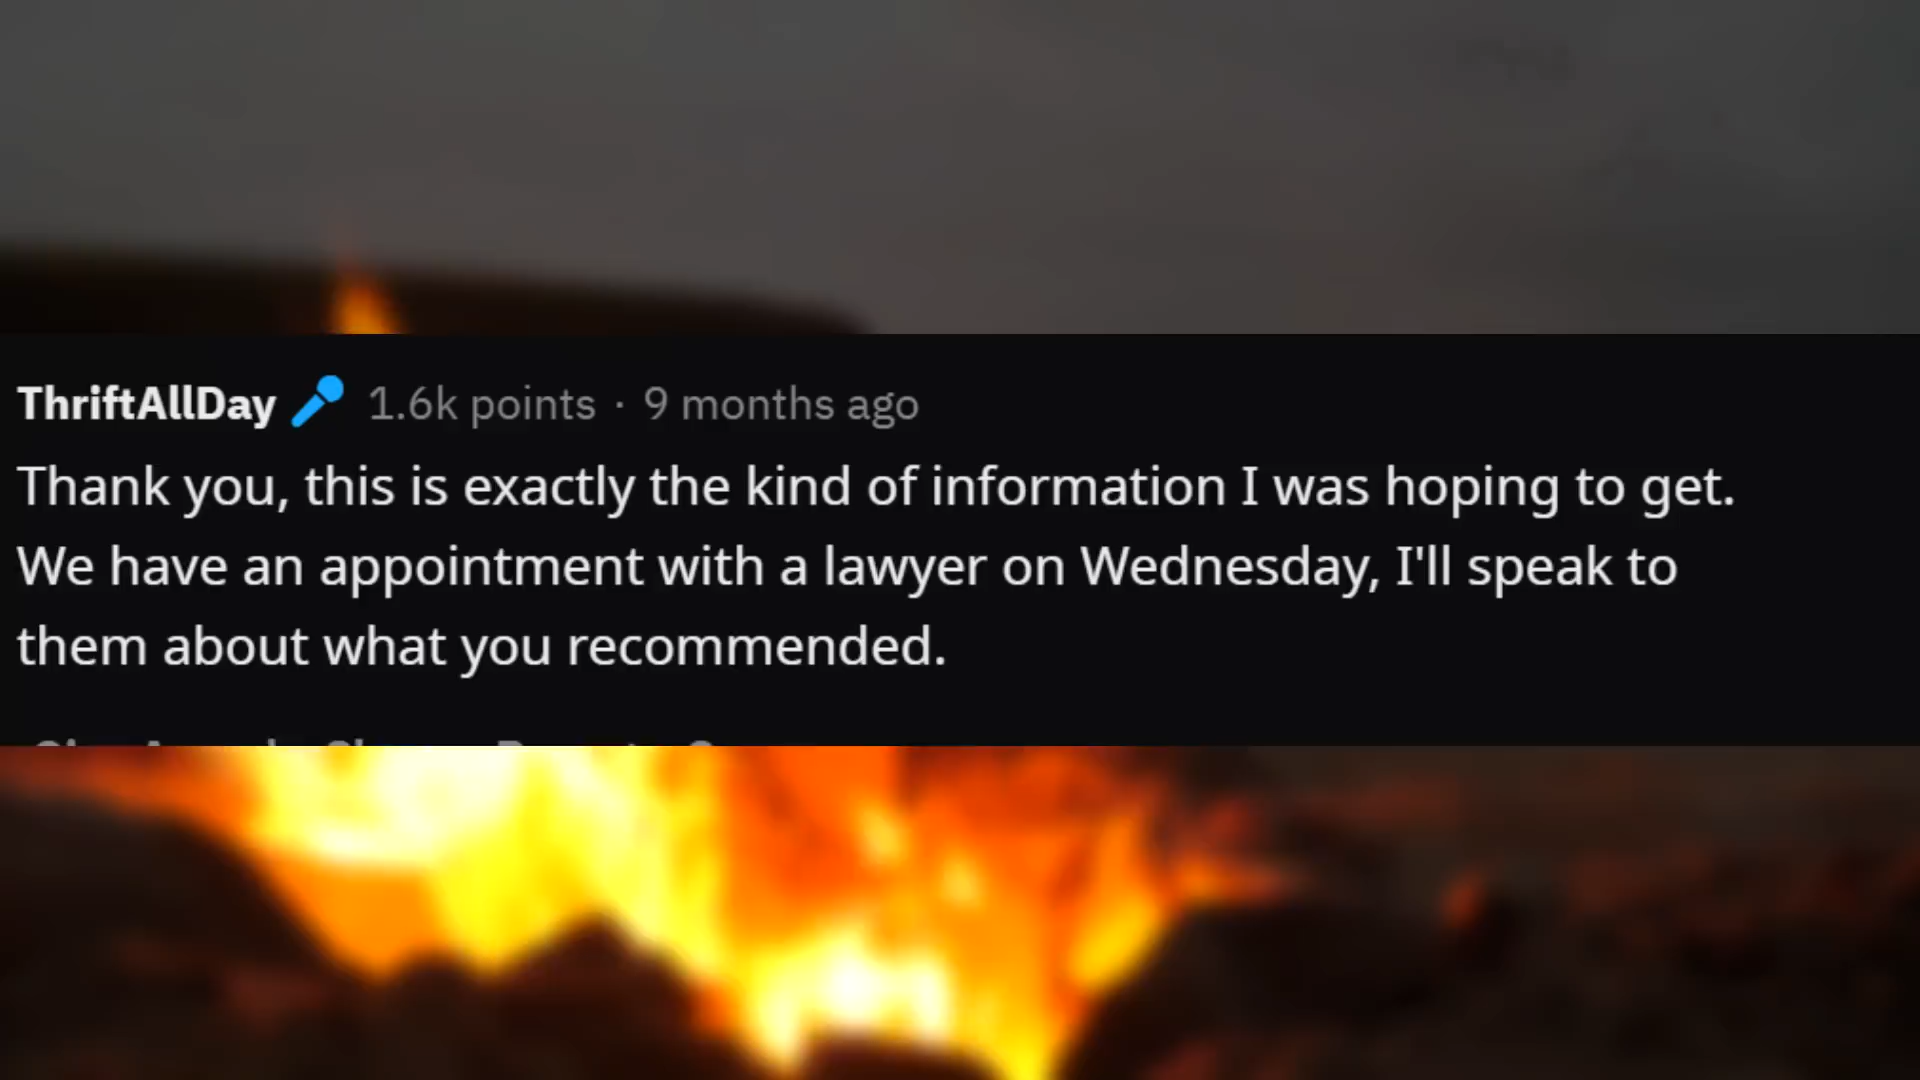 ThriftAllDay 1.6k points · 9 months ago
Thank you, this is exactly the kind of information I was hoping to get.
We have an appointment with a lawyer on Wednesday, I'll speak to
them about what you recommended.